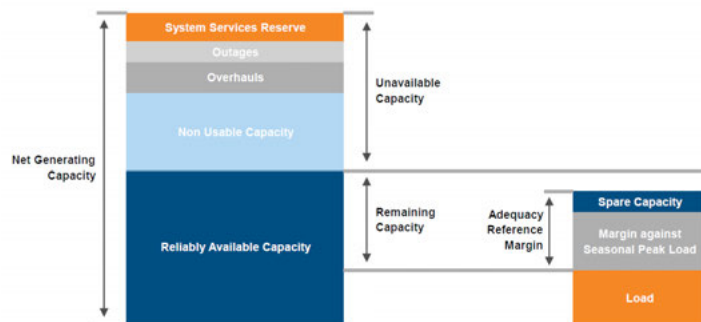 System Services Reserve
Outages
Overhauls
Unavailable
Capacity
Non Usable Capacity
Net Generating
Capacity
Reliably Available Capacity
Remaining
Capacity
Adequacy
Reference
Margin
Spare Capacity
Margin against
Seasonal Peak Load
Load